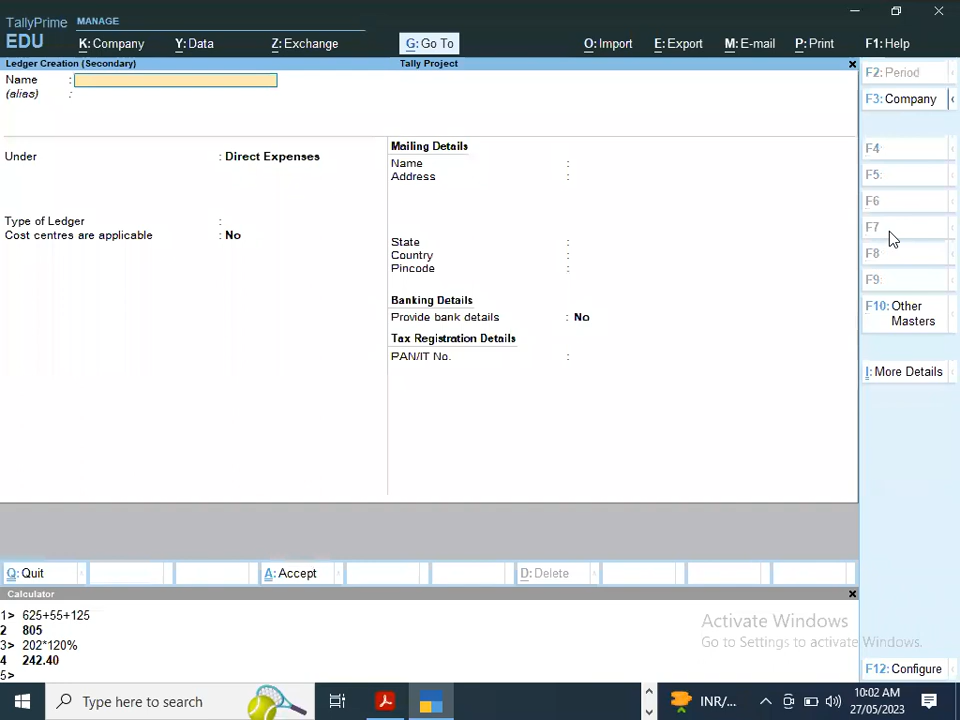 TallyPrime MANAGE
EDU K: Company Y: Data Z: Exchange G: Go To O: Import E: Export M: E-mail P: Print F1: Help
Ledger Creation (Secondary) Tally Project
Name :
(alias) :
Under : Direct Expenses
Type of Ledger :
Cost centres are applicable : No
Mailing Details
Name :
Address :
State :
Country :
Pincode :
Banking Details
Provide bank details : No
Tax Registration Details
PAN/IT No. :
F2: Period
F3: Company
F4
F5:
F6
F7
F8
F9:
F10: Other
Masters
I: More Details
Q: Quit A: Accept D: Delete
Calculator
1> 625+55+125
2 805
3> 202*120%
4 242.40
5>
Activate Windows
Go to Settings to activate Windows.
F12: Configure
Type here to search
INR/...
10:02 AM
27/05/2023